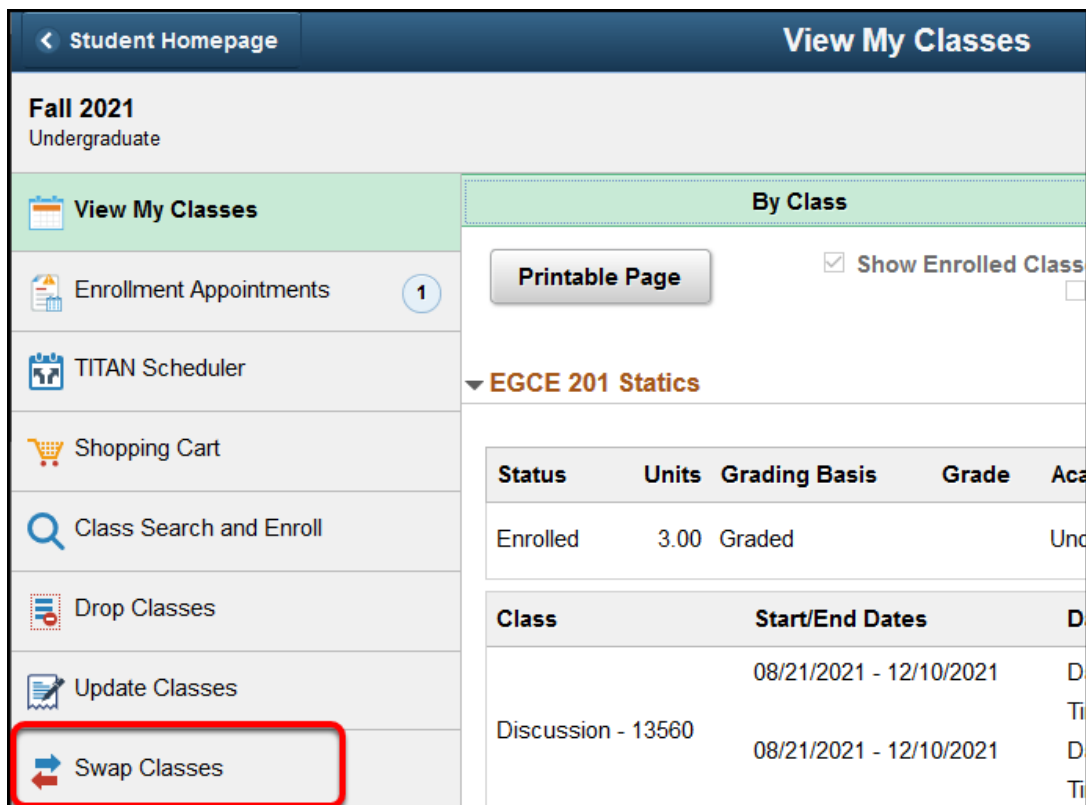 Student Homepage
View My Classes
Fall 2021
Undergraduate
View My Classes
Enrollment Appointments
1
TITAN Scheduler
Shopping Cart
Class Search and Enroll
Drop Classes
Update Classes
Swap Classes
By Class
Printable Page
Show Enrolled Class
EGCE 201 Statics
Status Units Grading Basis Grade Aca
Enrolled 3.00 Graded Und
Class Start/End Dates
Discussion - 13560
08/21/2021 - 12/10/2021
08/21/2021 - 12/10/2021